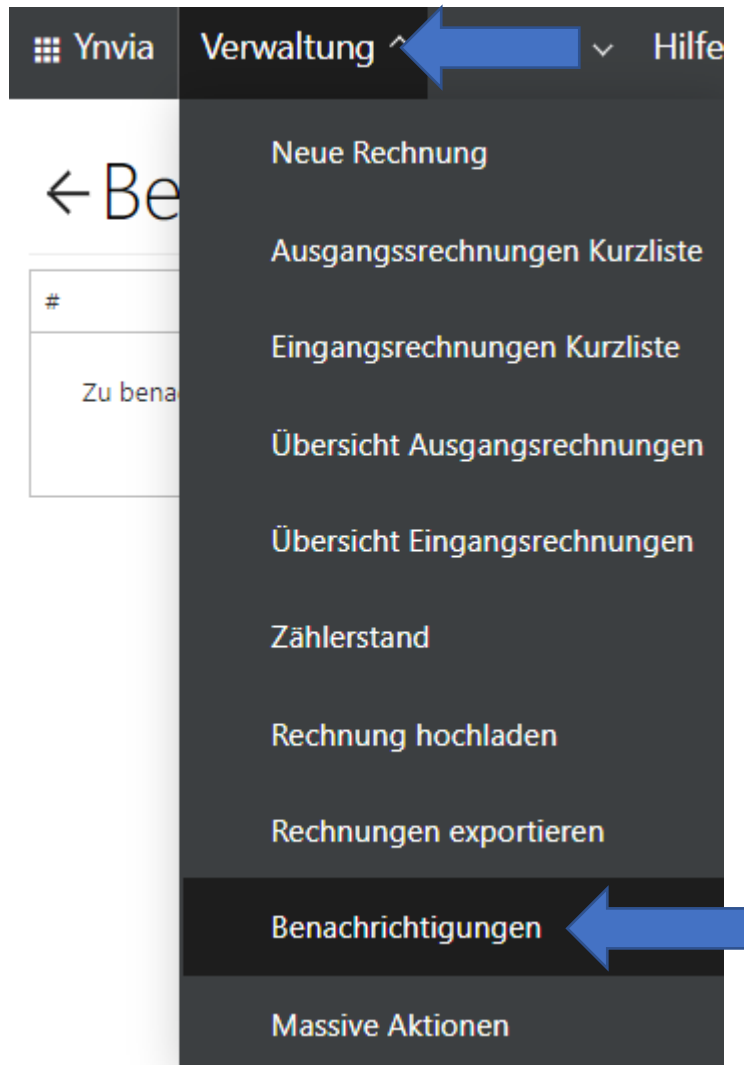 Ynvia Verwaltung Hilfe
←Be
#
Zu bena
Neue Rechnung
Ausgangssrechnungen Kurzliste
Eingangsrechnungen Kurzliste
Übersicht Ausgangsrechnungen
Übersicht Eingangsrechnungen
Zählerstand
Rechnung hochladen
Rechnungen exportieren
Benachrichtigungen
Massive Aktionen